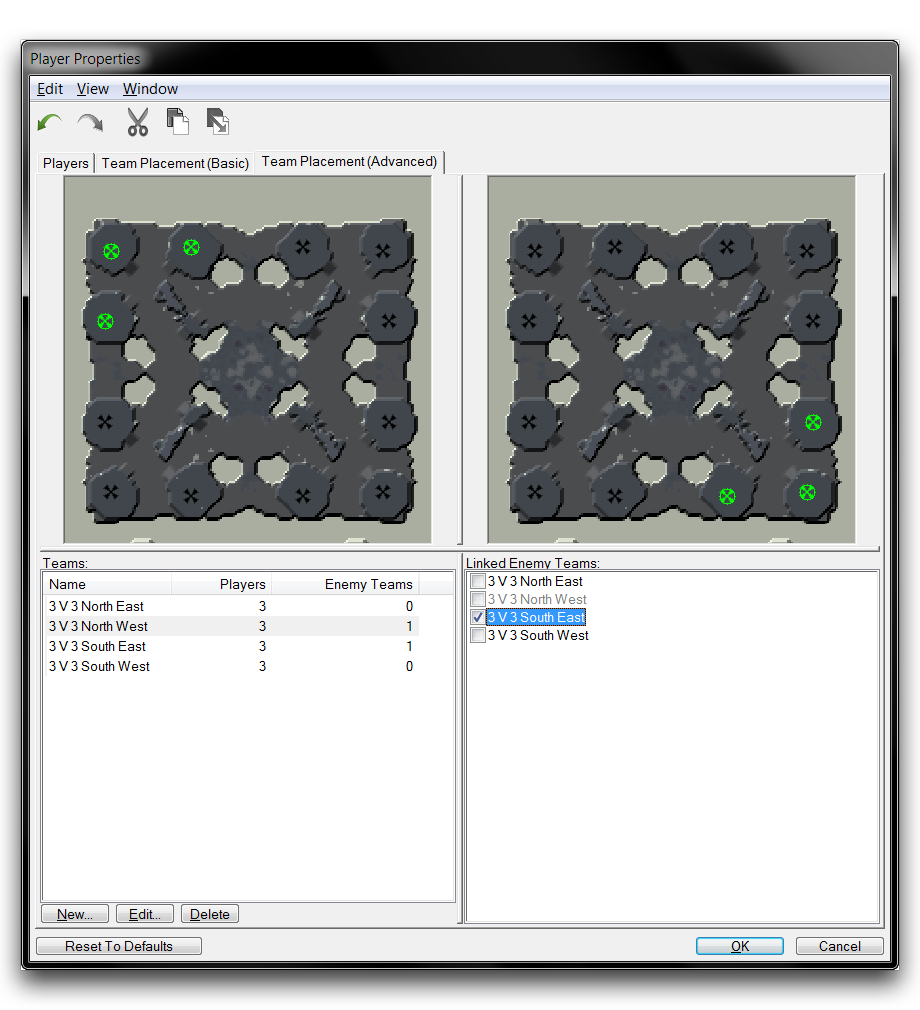 Player Properties
Edit View Window
Players Team Placement (Basic) Team Placement (Advanced)
Teams:
Name Players Enemy Teams
3 V 3 North East 3 0
3 V 3 North West 3 1
3 V 3 South East 3 1
3 V 3 South West 3 0
New... Edit... Delete
Linked Enemy Teams:
3 V 3 North East
3 V 3 North West
3 V 3 South East
3 V 3 South West
Reset To Defaults OK Cancel